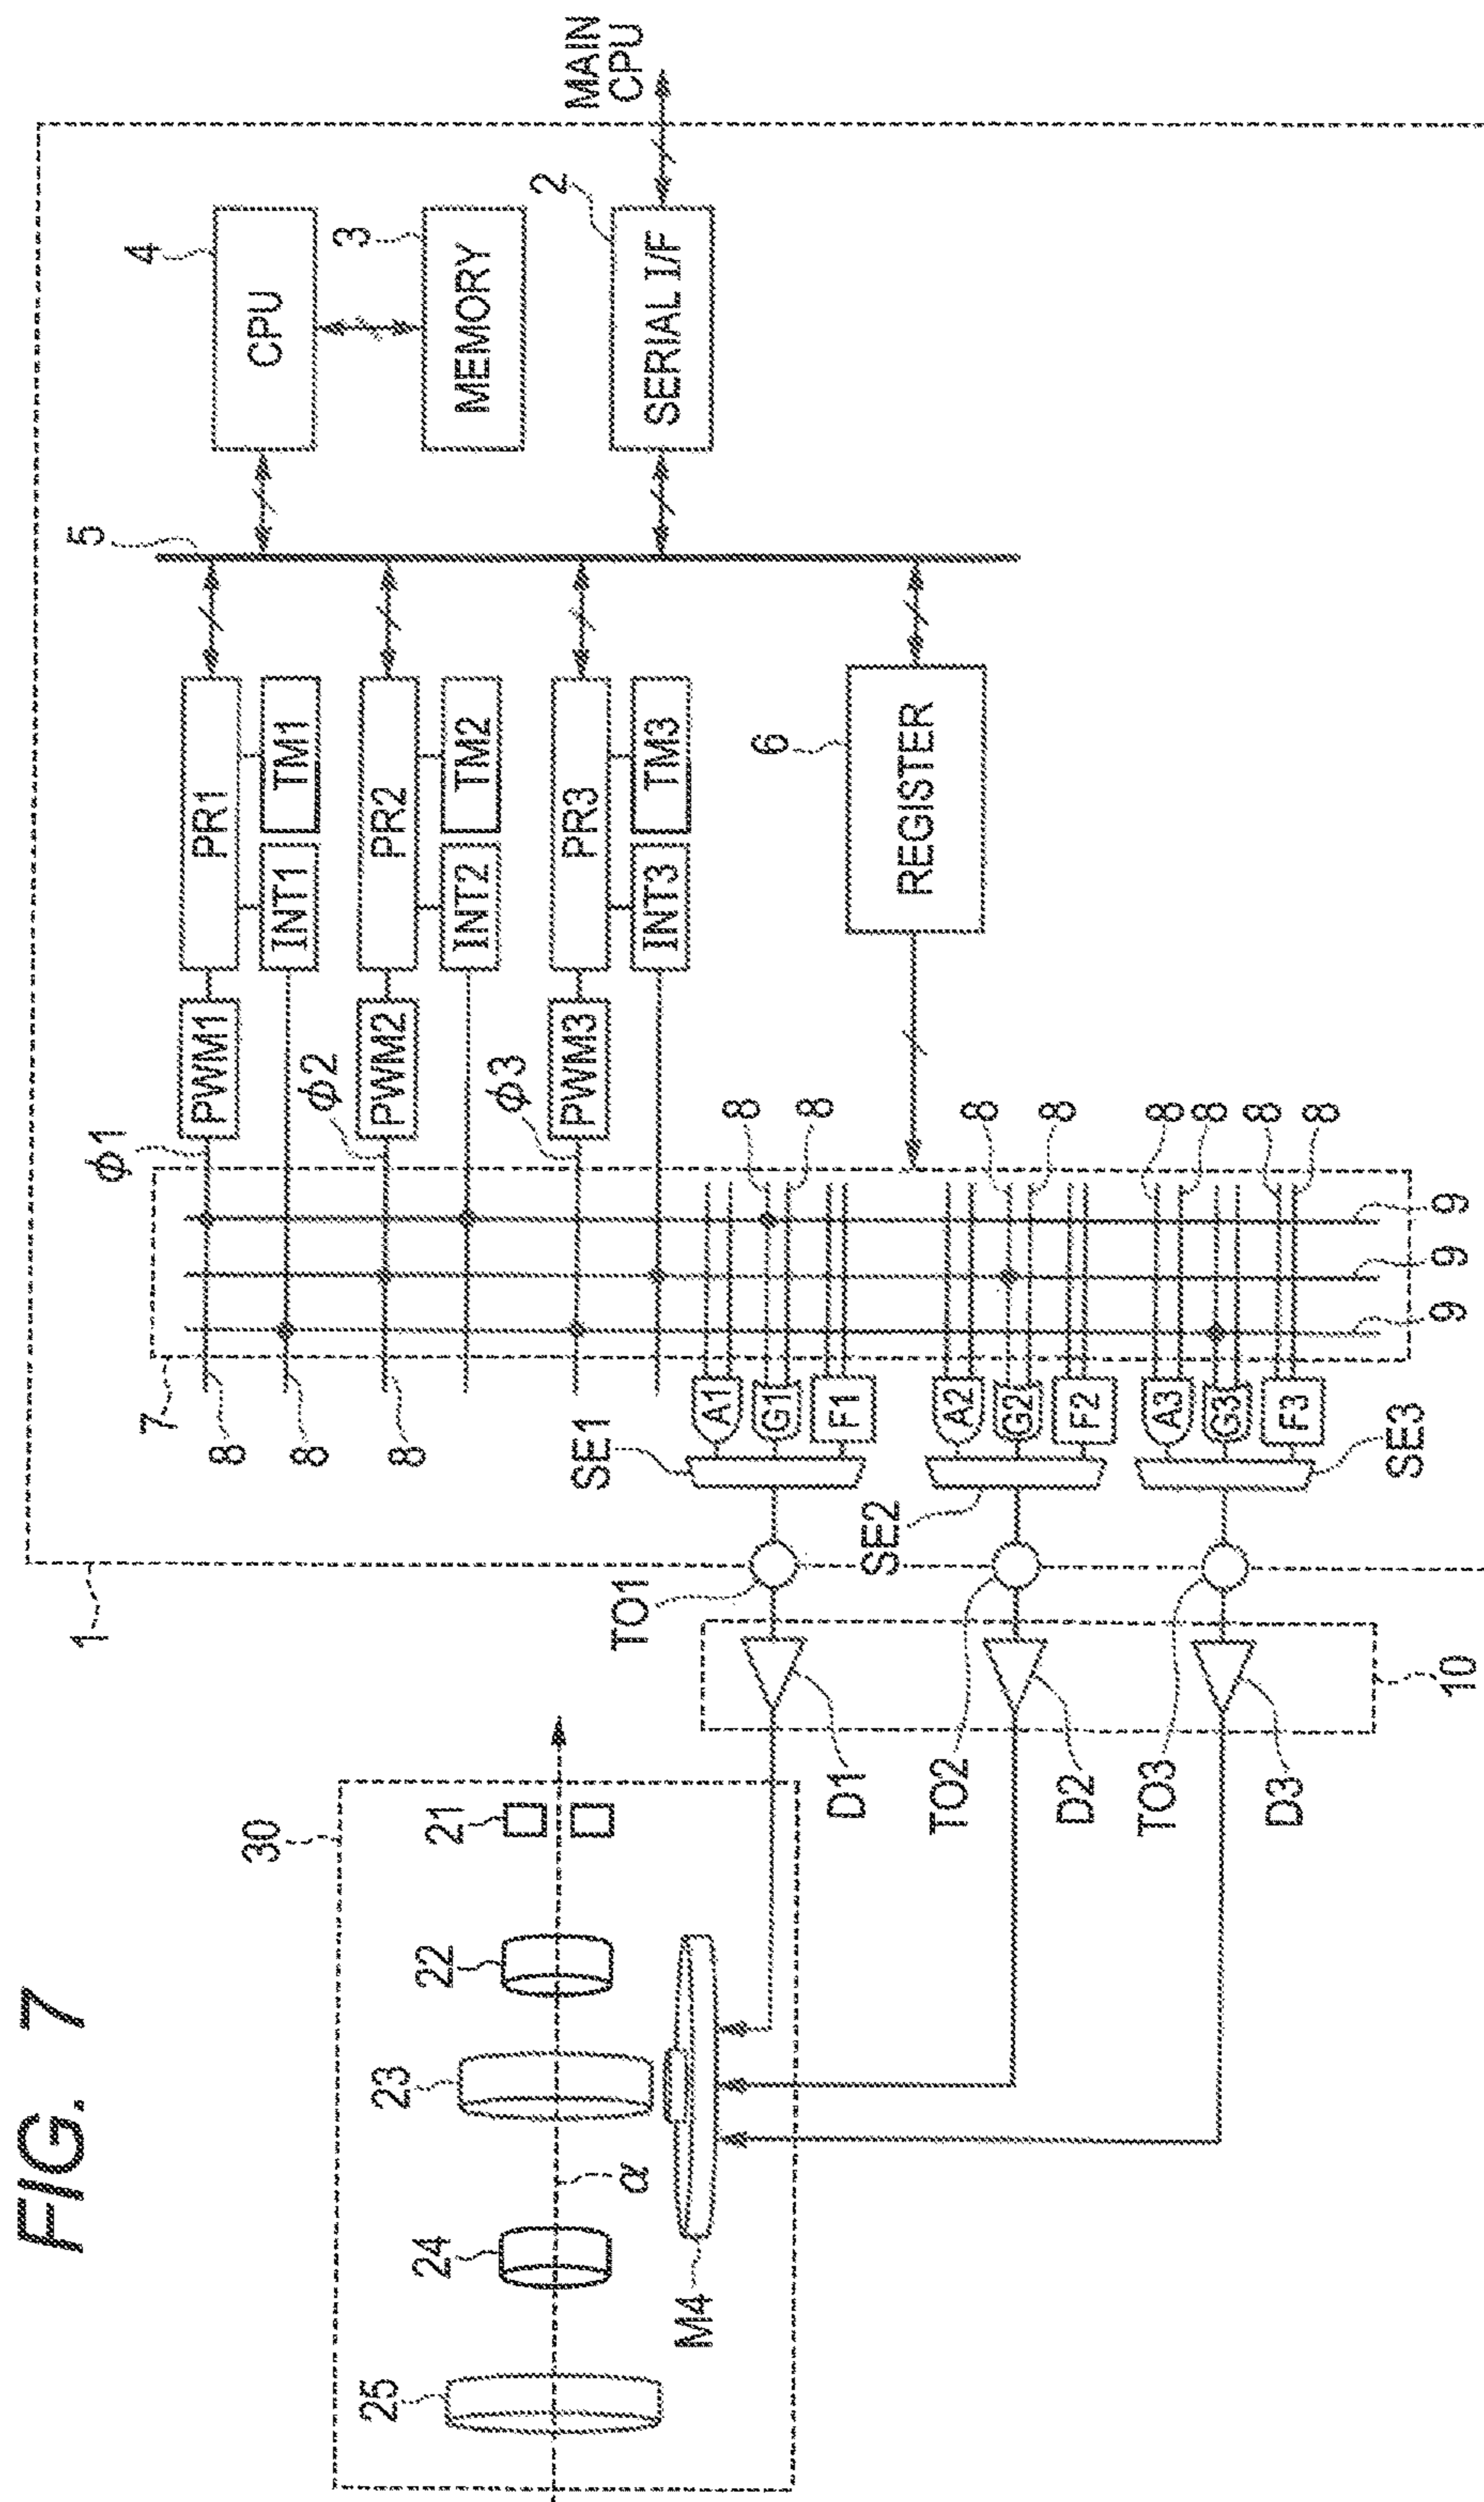 FIG. 7
1
30
25
24
23
22
21
α
M4
7
8
8
8
φ1
φ2
φ3
PWM1
PR1
INT1
TM1
PWM2
PR2
INT2
TM2
PWM3
PR3
INT3
TM3
5
4
CPU
3
MEMORY
2
SERIAL I/F
MAIN
CPU
6
REGISTER
SE1
A1
G1
F1
8
8
SE2
A2
G2
F2
8
8
SE3
A3
G3
F3
8
8
8
8
9
9
9
TO1
D1
TO2
D2
TO3
D3
10